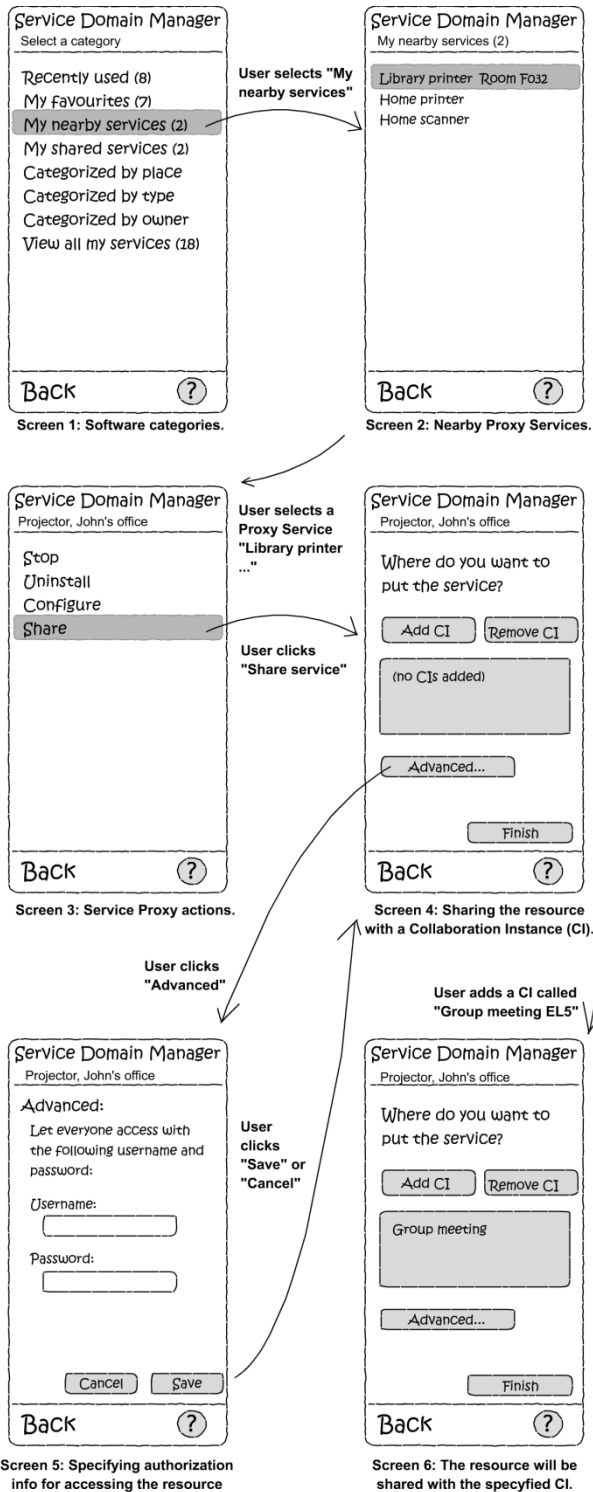 Service Domain Manager
Select a category
Recently used (8)
My favourites (7)
My nearby services (2)
My shared services (2)
Categorized by place
Categorized by type
Categorized by owner
View all my services (18)
Back
?
Screen 1: Software categories.
User selects "My
nearby services"
Service Domain Manager
My nearby services (2)
Library printer Room F032
Home printer
Home scanner
Back
?
Screen 2: Nearby Proxy Services.
User selects a
Proxy Service
"Library printer
..."
Service Domain Manager
Projector, John's office
Stop
Uninstall
Configure
Share
Back
?
Screen 3: Service Proxy actions.
User clicks
"Share service"
Service Domain Manager
Projector, John's office
Where do you want to
put the service?
Add CI
Remove CI
(no CIs added)
Advanced...
Finish
Back
?
Screen 4: Sharing the resource
with a Collaboration Instance (CI).
User clicks
"Advanced"
Service Domain Manager
Projector, John's office
Advanced:
Let everyone access with
the following username and
password:
Username:
Password:
Cancel
Save
Back
?
Screen 5: Specifying authorization
info for accessing the resource
User
clicks
"Save" or
"Cancel"
User adds a CI called
"Group meeting EL5"
Service Domain Manager
Projector, John's office
Where do you want to
put the service?
Add CI
Remove CI
Group meeting
Advanced...
Finish
Back
?
Screen 6: The resource will be
shared with the specyfied CI.